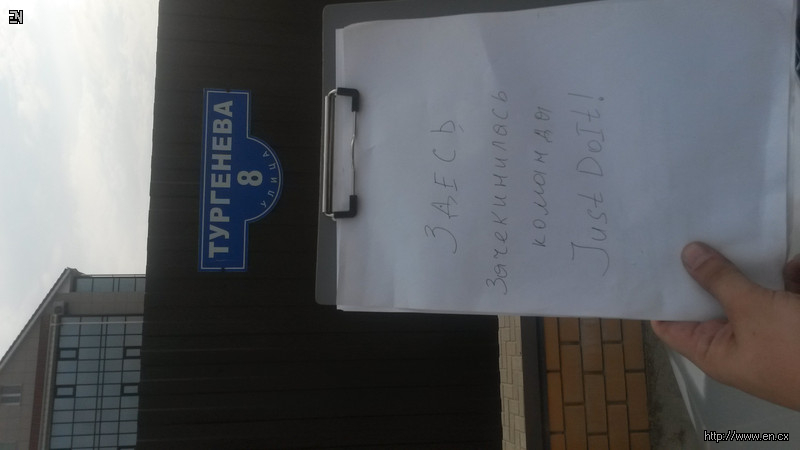 EN
ТУРГЕНЕВА
8
УЛИЦА
ЗДЕСЬ
зачекинилась
команда
Just DoIt!
http://www.en.cx